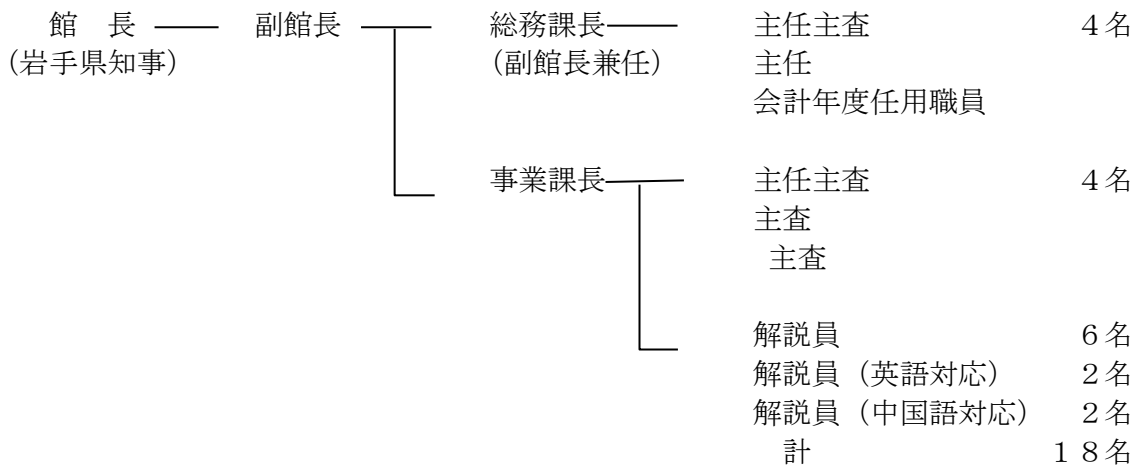 館　長　副館長　総務課長　主任主査　４名
(岩手県知事)　(副館長兼任)　主任
会計年度任用職員
事業課長　主任主査　４名
主査
主査
解説員　６名
解説員（英語対応）　２名
解説員（中国語対応）　２名
計　１８名